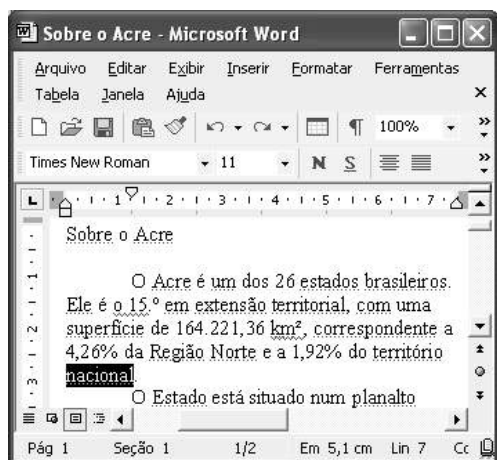 Sobre o Acre - Microsoft Word
Arquivo Editar Exibir Inserir Formatar Ferramentas
Tabela Janela Ajuda
100%
Times New Roman 11 N S
1 2 3 4 5 6 7
Sobre o Acre
O Acre é um dos 26 estados brasileiros.
Ele é o 15.º em extensão territorial, com uma
superfície de 164.221,36 km², correspondente a
4,26% da Região Norte e a 1,92% do território
nacional.
O Estado está situado num planalto
Pág 1 Seção 1 1/2 Em 5,1 cm Lin 7